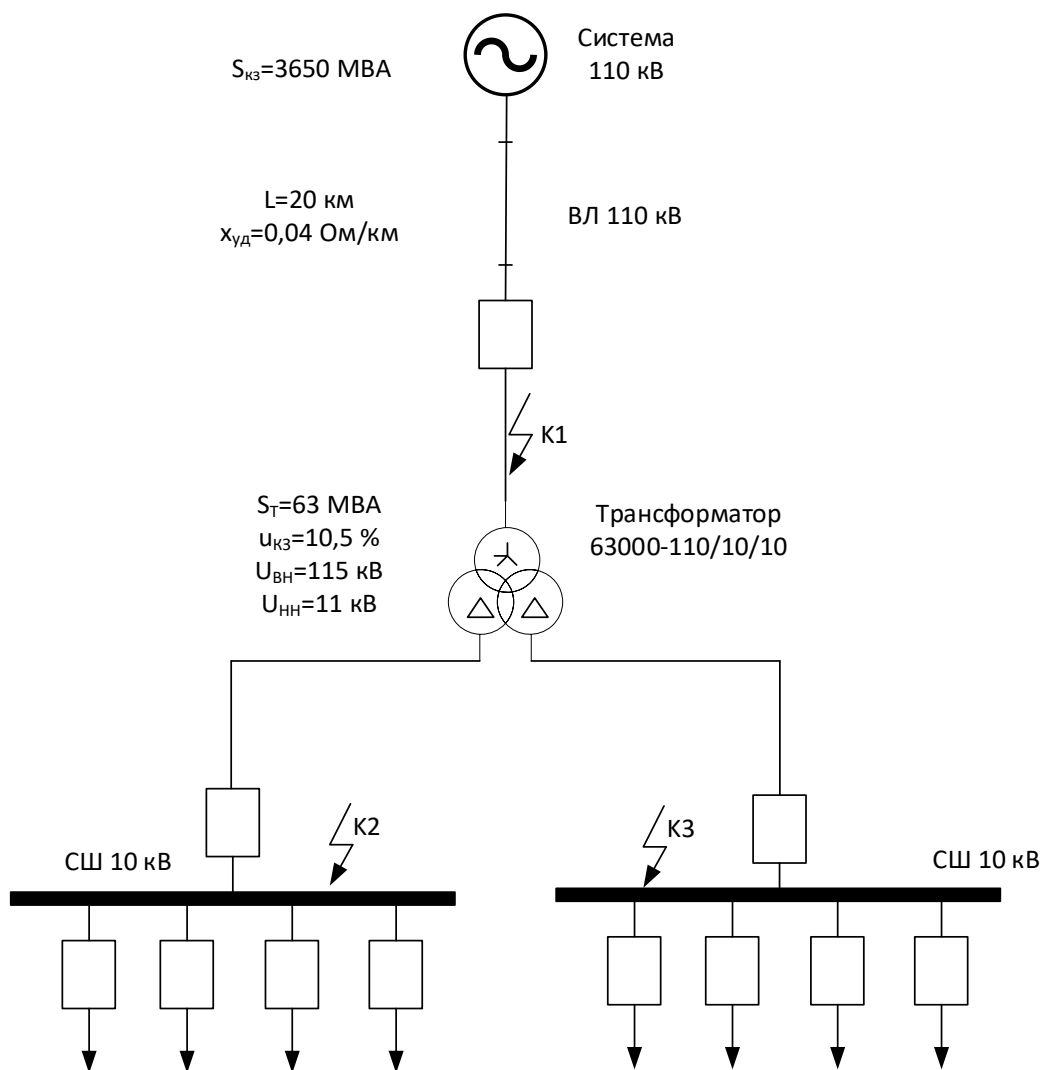 Sкз=3650 МВА
Система
110 кВ
L=20 км
xуд=0,04 Ом/км
ВЛ 110 кВ
К1
SТ=63 МВА
uКЗ=10,5 %
UВН=115 кВ
UНН=11 кВ
Трансформатор
63000-110/10/10
К2
К3
СШ 10 кВ
СШ 10 кВ